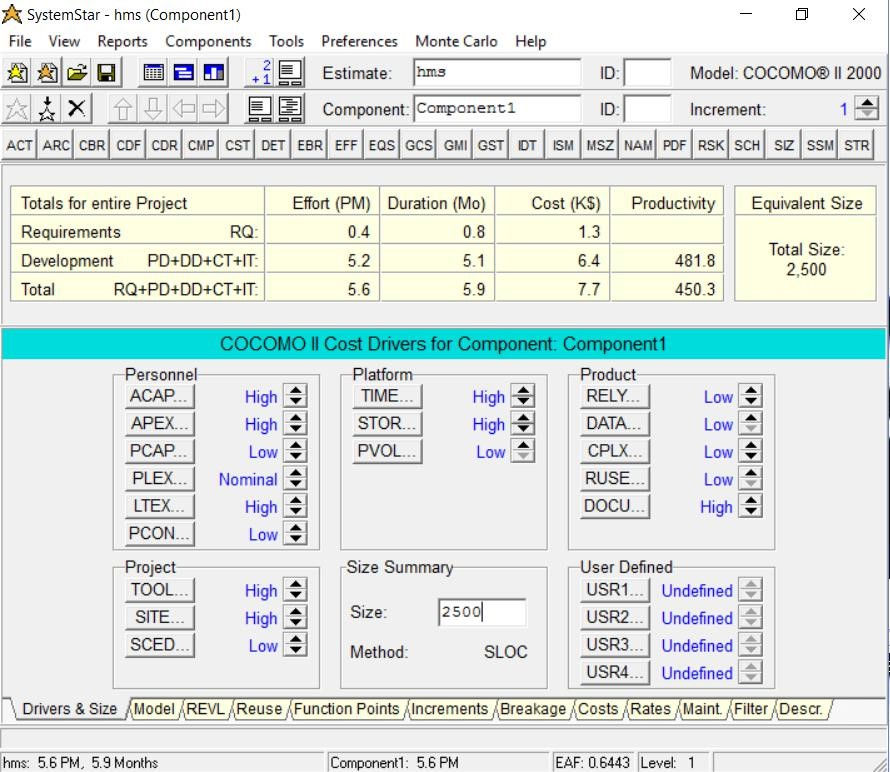 SystemStar - hms (Component1)
File View Reports Components Tools Preferences Monte Carlo Help
2 +1 Estimate: hms ID: Model: COCOMO® II 2000
Component: Component1 ID: Increment: 1
ACT ARC CBR CDF CDR CMP CST DET EBR EFF EQS GCS GMI GST IDT ISM MSZ NAM PDF RSK SCH SIZ SSM STR
Totals for entire Project Effort (PM) Duration (Mo) Cost (K$) Productivity Equivalent Size
Requirements RQ: 0.4 0.8 1.3
Development PD+DD+CT+IT: 5.2 5.1 6.4 481.8 Total Size:
2,500
Total RQ+PD+DD+CT+IT: 5.6 5.9 7.7 450.3
COCOMO II Cost Drivers for Component: Component1
Personnel Platform Product
ACAP... High TIME... High RELY... Low
APEX... High STOR... High DATA... Low
PCAP... Low PVOL... Low CPLX... Low
PLEX... Nominal RUSE... Low
LTEX... High DOCU... High
PCON... Low
Project Size Summary User Defined
TOOL... High USR1... Undefined
Size: 2500
SITE... High USR2... Undefined
SCED... Low Method: SLOC USR3... Undefined
USR4... Undefined
Drivers & Size Model REVL Reuse Function Points Increments Breakage Costs Rates Maint. Filter Descr.
hms: 5.6 PM, 5.9 Months Component1: 5.6 PM EAF: 0.6443 Level: 1